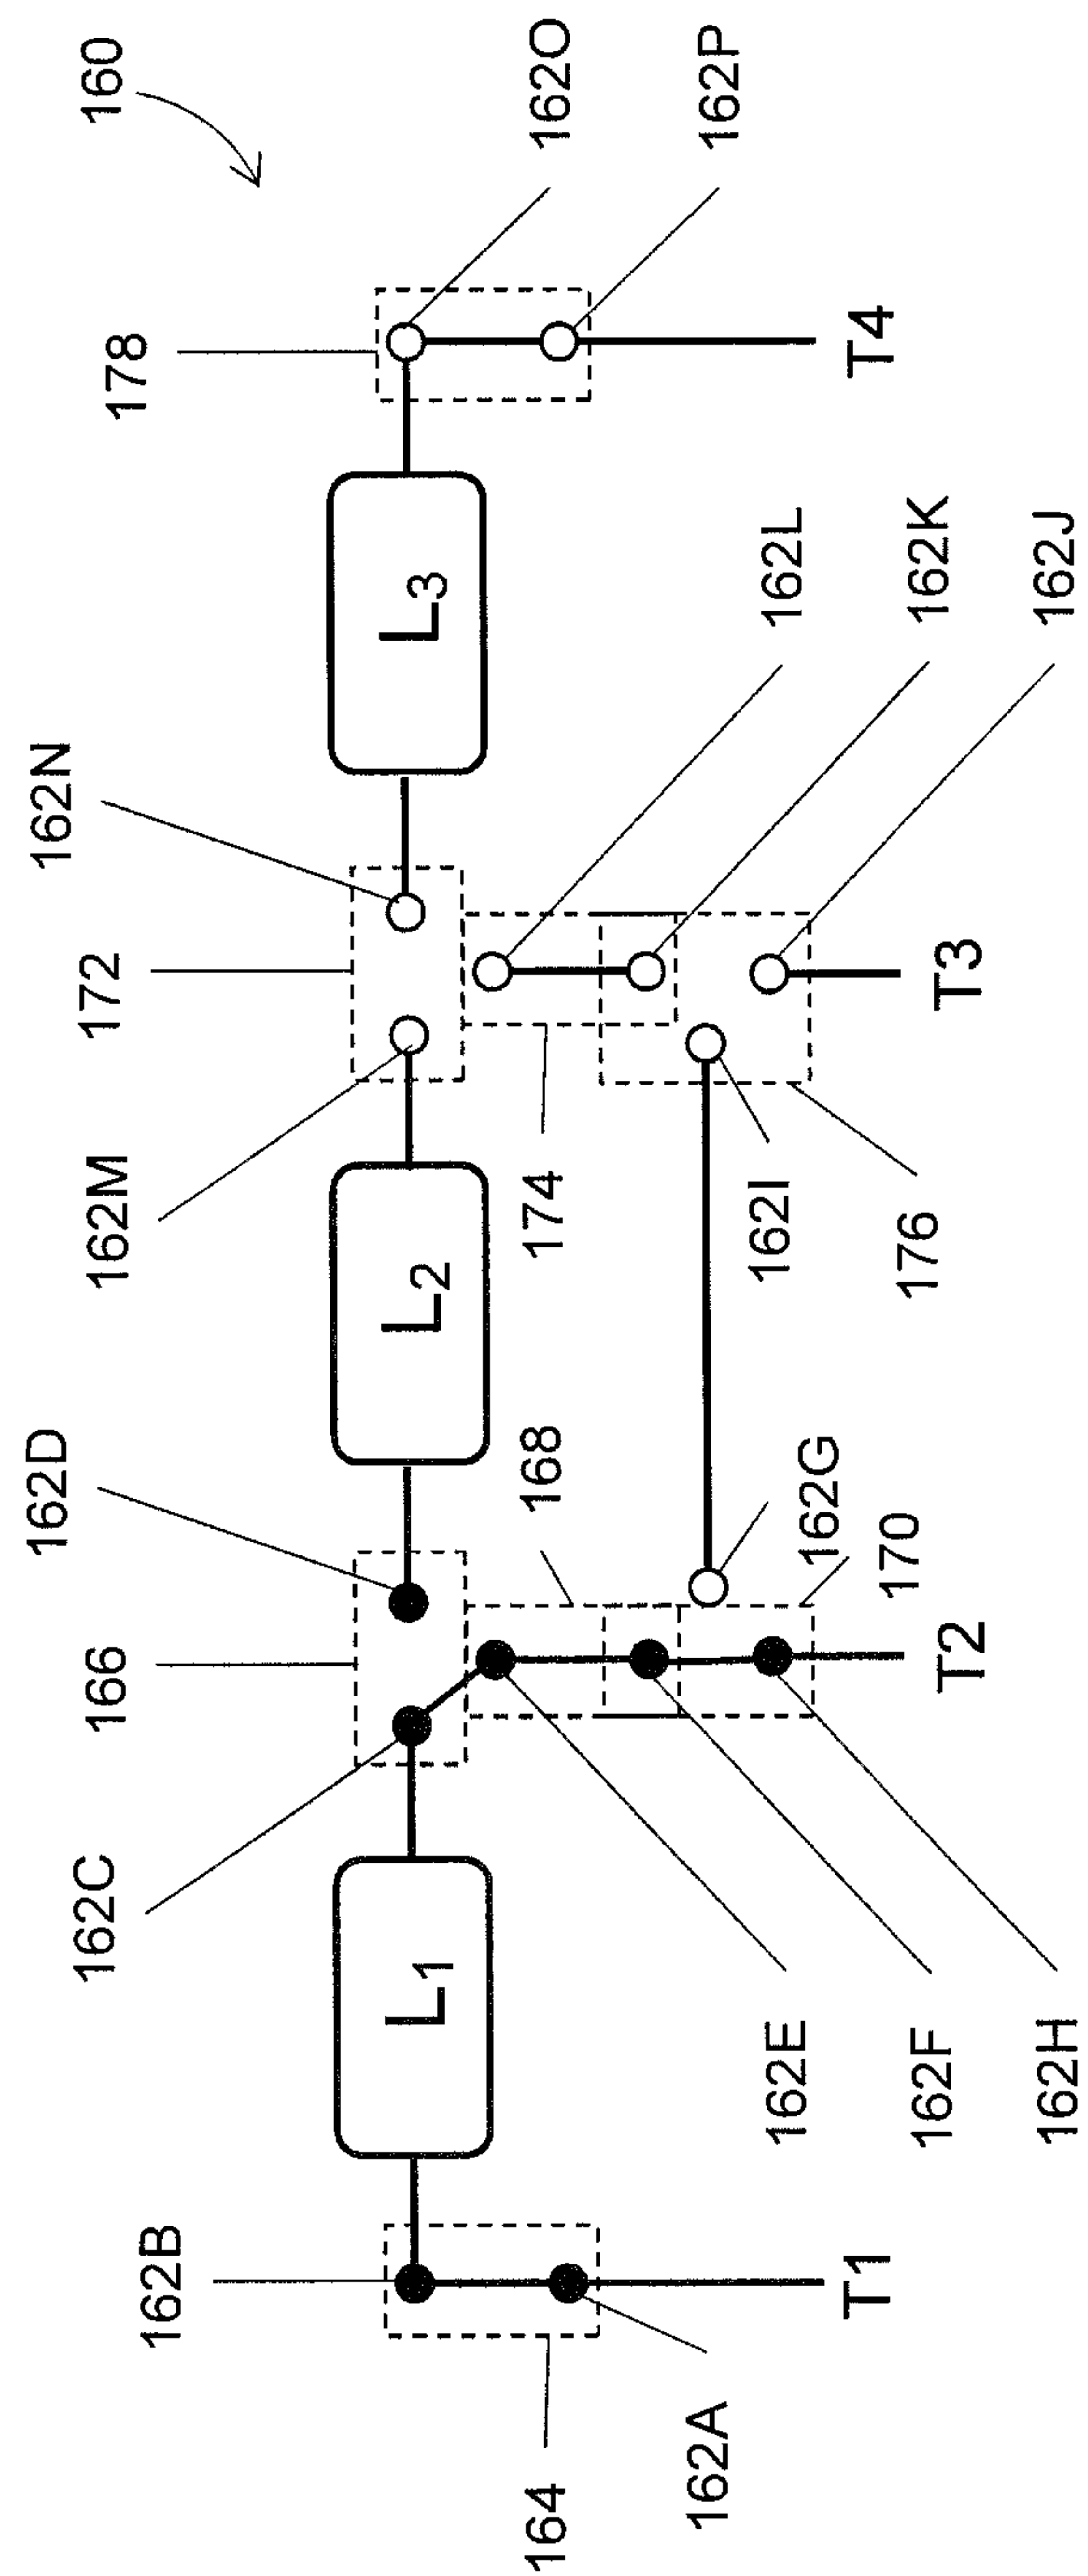 160
162O
162P
178
T4
L3
162N
172
162L
162K
162J
T3
162M
174
162I
176
L2
162D
168
162G
170
166
T2
162C
L1
162E
162F
162H
162B
T1
164
162A